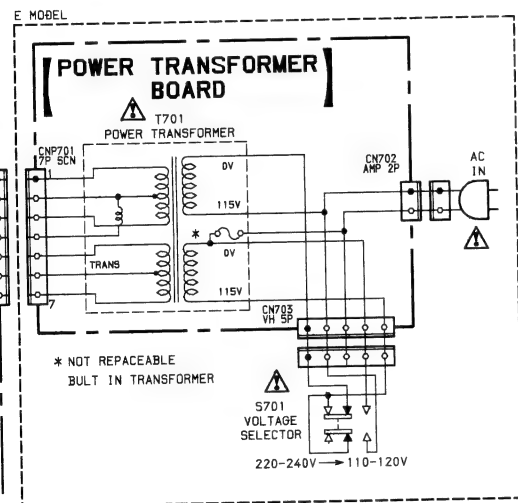 E MODEL
POWER TRANSFORMER
BOARD
T701
POWER TRANSFORMER
CNP701
7P SCN
1
0V
115V
*
0V
115V
TRANS
7
CN702
AMP 2P
AC
IN
CN703
VH 5P
* NOT REPACEABLE
BULT IN TRANSFORMER
S701
VOLTAGE
SELECTOR
220-240V → 110-120V